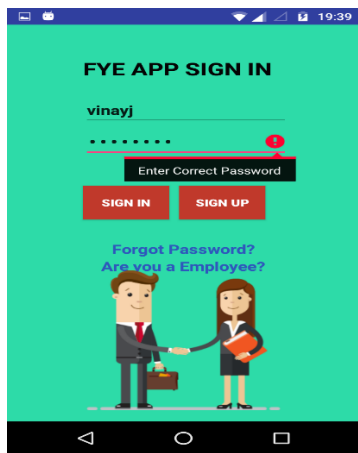 19:39
FYE APP SIGN IN
vinayj
••••••••
Enter Correct Password
SIGN IN SIGN UP
Forgot Password?
Are you a Employee?